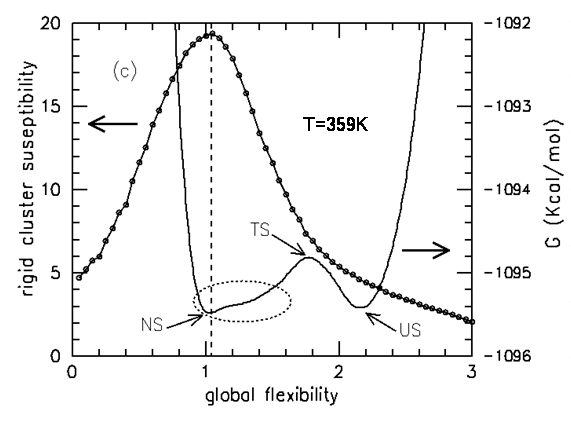 20
15
10
5
0
rigid cluster suseptibility
(c)
T=359K
TS
NS
US
-1092
-1093
-1094
-1095
-1096
G (Kcal/mol)
0
1
2
3
global flexibility